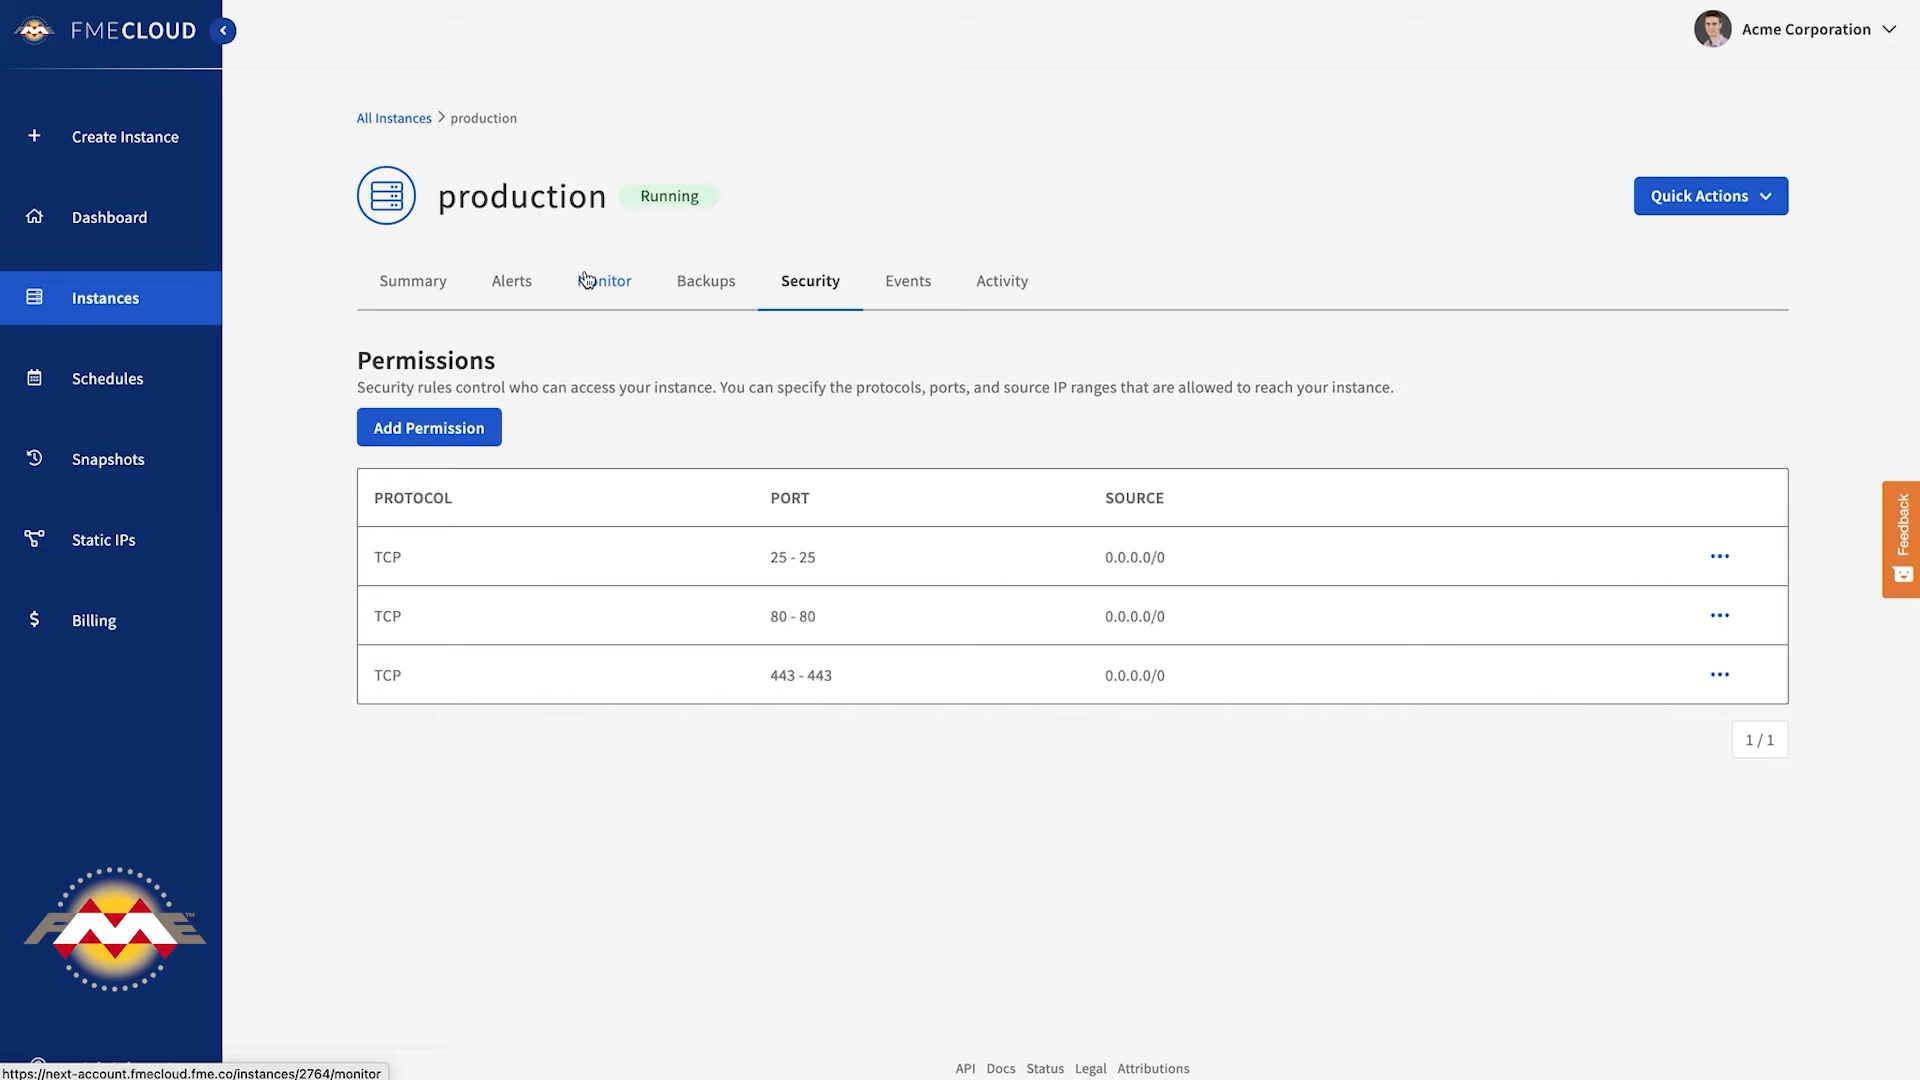 FMECLOUD
Acme Corporation
Create Instance
Dashboard
Instances
Schedules
Snapshots
Static IPs
Billing
FME™
All Instances > production
production
Running
Quick Actions
Summary
Alerts
Backups
Security
Events
Activity
Permissions
Security rules control who can access your instance. You can specify the protocols, ports, and source IP ranges that are allowed to reach your instance.
Add Permission
PROTOCOL PORT SOURCE
TCP 25 - 25 0.0.0.0/0
TCP 80 - 80 0.0.0.0/0
TCP 443 - 443 0.0.0.0/0
1 / 1
Feedback
API Docs Status Legal Attributions
https://next-account.fmecloud.fme.co/instances/2764/monitor